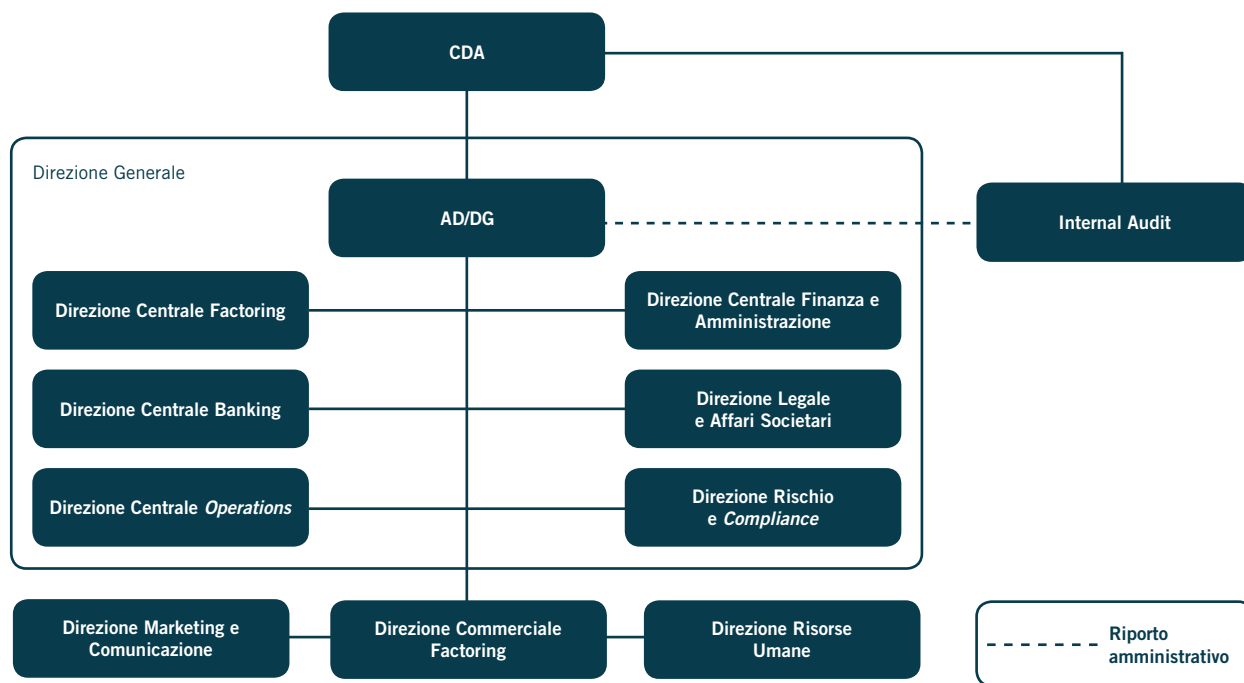 CDA
Direzione Generale
AD/DG
Internal Audit
Direzione Centrale Factoring
Direzione Centrale Finanza e
Amministrazione
Direzione Centrale Banking
Direzione Legale
e Affari Societari
Direzione Centrale Operations
Direzione Rischio
e Compliance
Direzione Marketing e
Comunicazione
Direzione Commerciale
Factoring
Direzione Risorse
Umane
Riporto
amministrativo